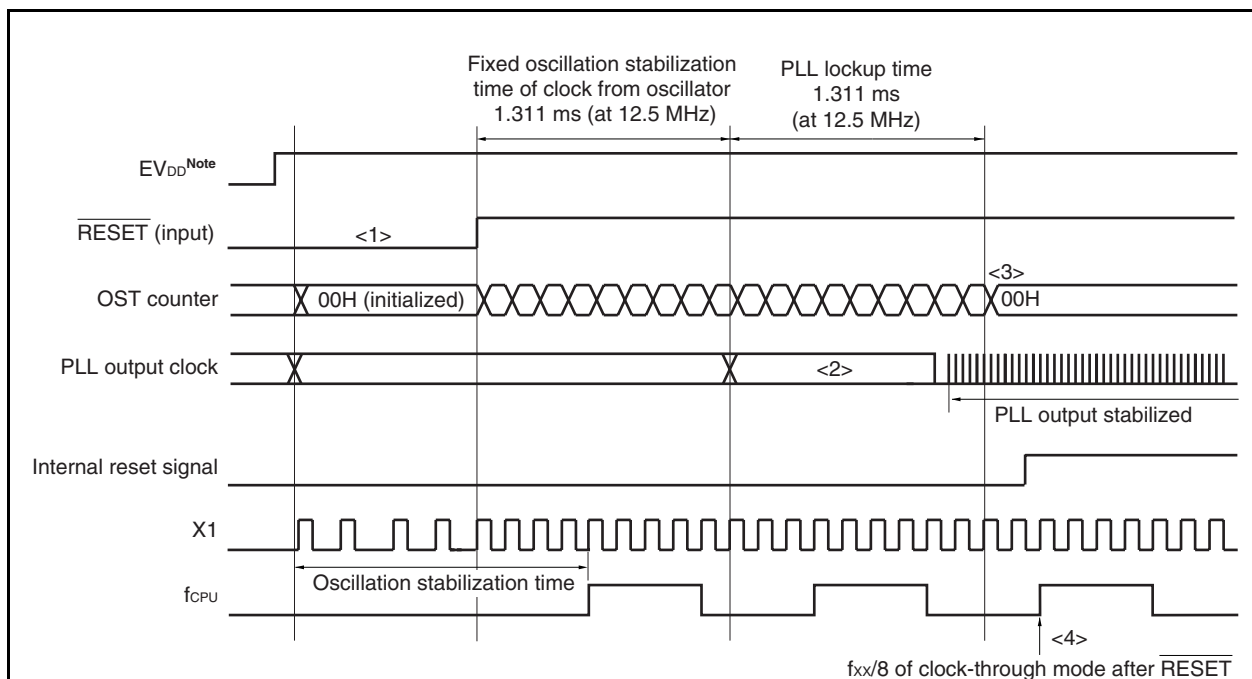 Fixed oscillation stabilization
time of clock from oscillator
1.311 ms (at 12.5 MHz)
PLL lockup time
1.311 ms
(at 12.5 MHz)
EVDD Note
RESET (input)
<1>
<3>
OST counter
00H (initialized)
00H
PLL output clock
<2>
PLL output stabilized
Internal reset signal
X1
Oscillation stabilization time
fCPU
<4>
fxx/8 of clock-through mode after RESET